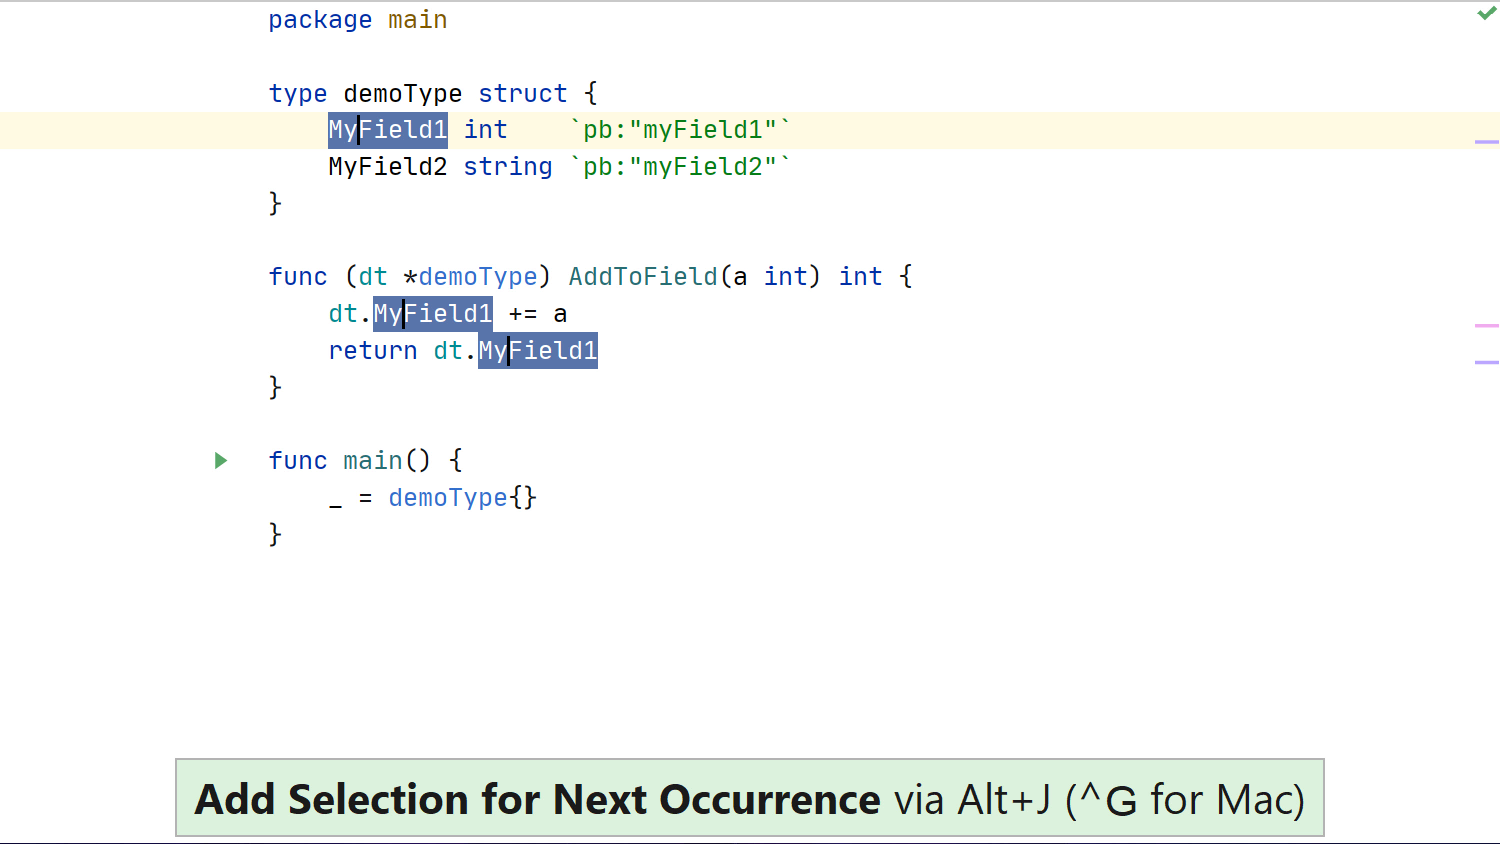 package main
type demoType struct {
MyField1 int `pb:"myField1"`
MyField2 string `pb:"myField2"`
}
func (dt *demoType) AddToField(a int) int {
dt.MyField1 += a
return dt.MyField1
}
func main() {
_ = demoType{}
}
Add Selection for Next Occurrence via Alt+J (^G for Mac)